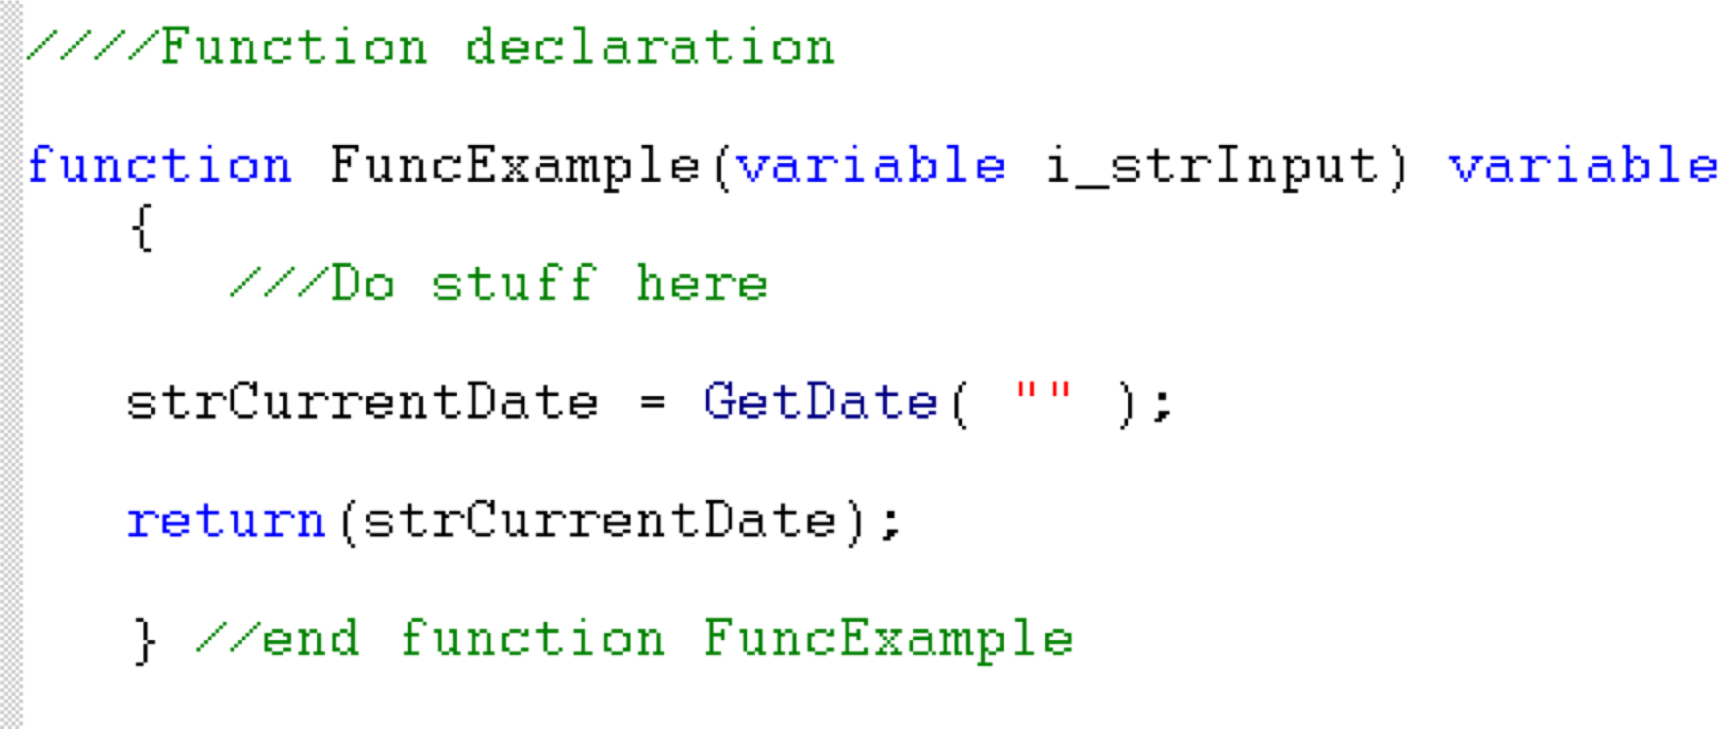 ////Function declaration
function FuncExample(variable i_strInput) variable
{
///Do stuff here
strCurrentDate = GetDate( "" );
return(strCurrentDate);
} //end function FuncExample